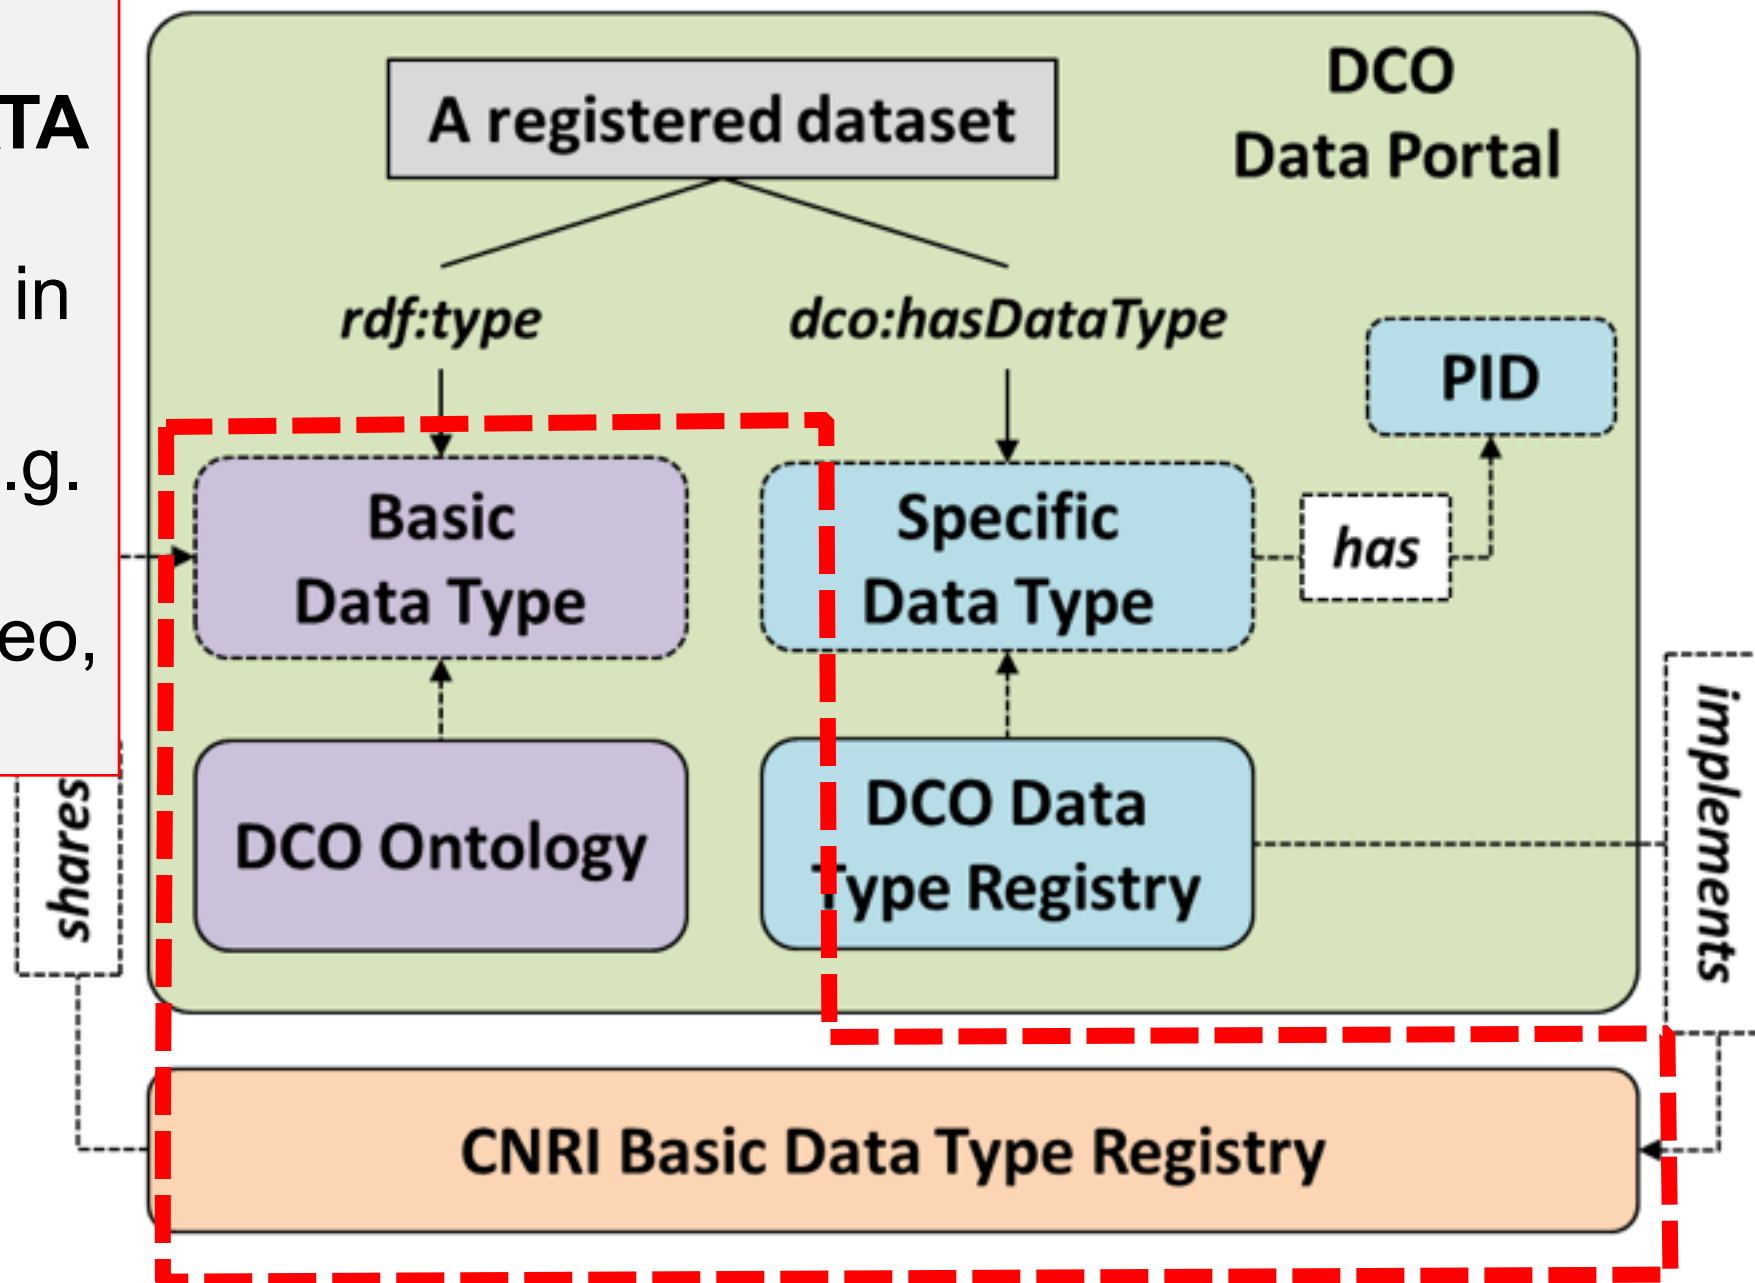 TA
in
.g.
eo,
DCO
Data Portal
A registered dataset
rdf:type
dco:hasDataType
PID
Basic
Data Type
Specific
Data Type
has
implements
shares
DCO Ontology
DCO Data
Type Registry
CNRI Basic Data Type Registry